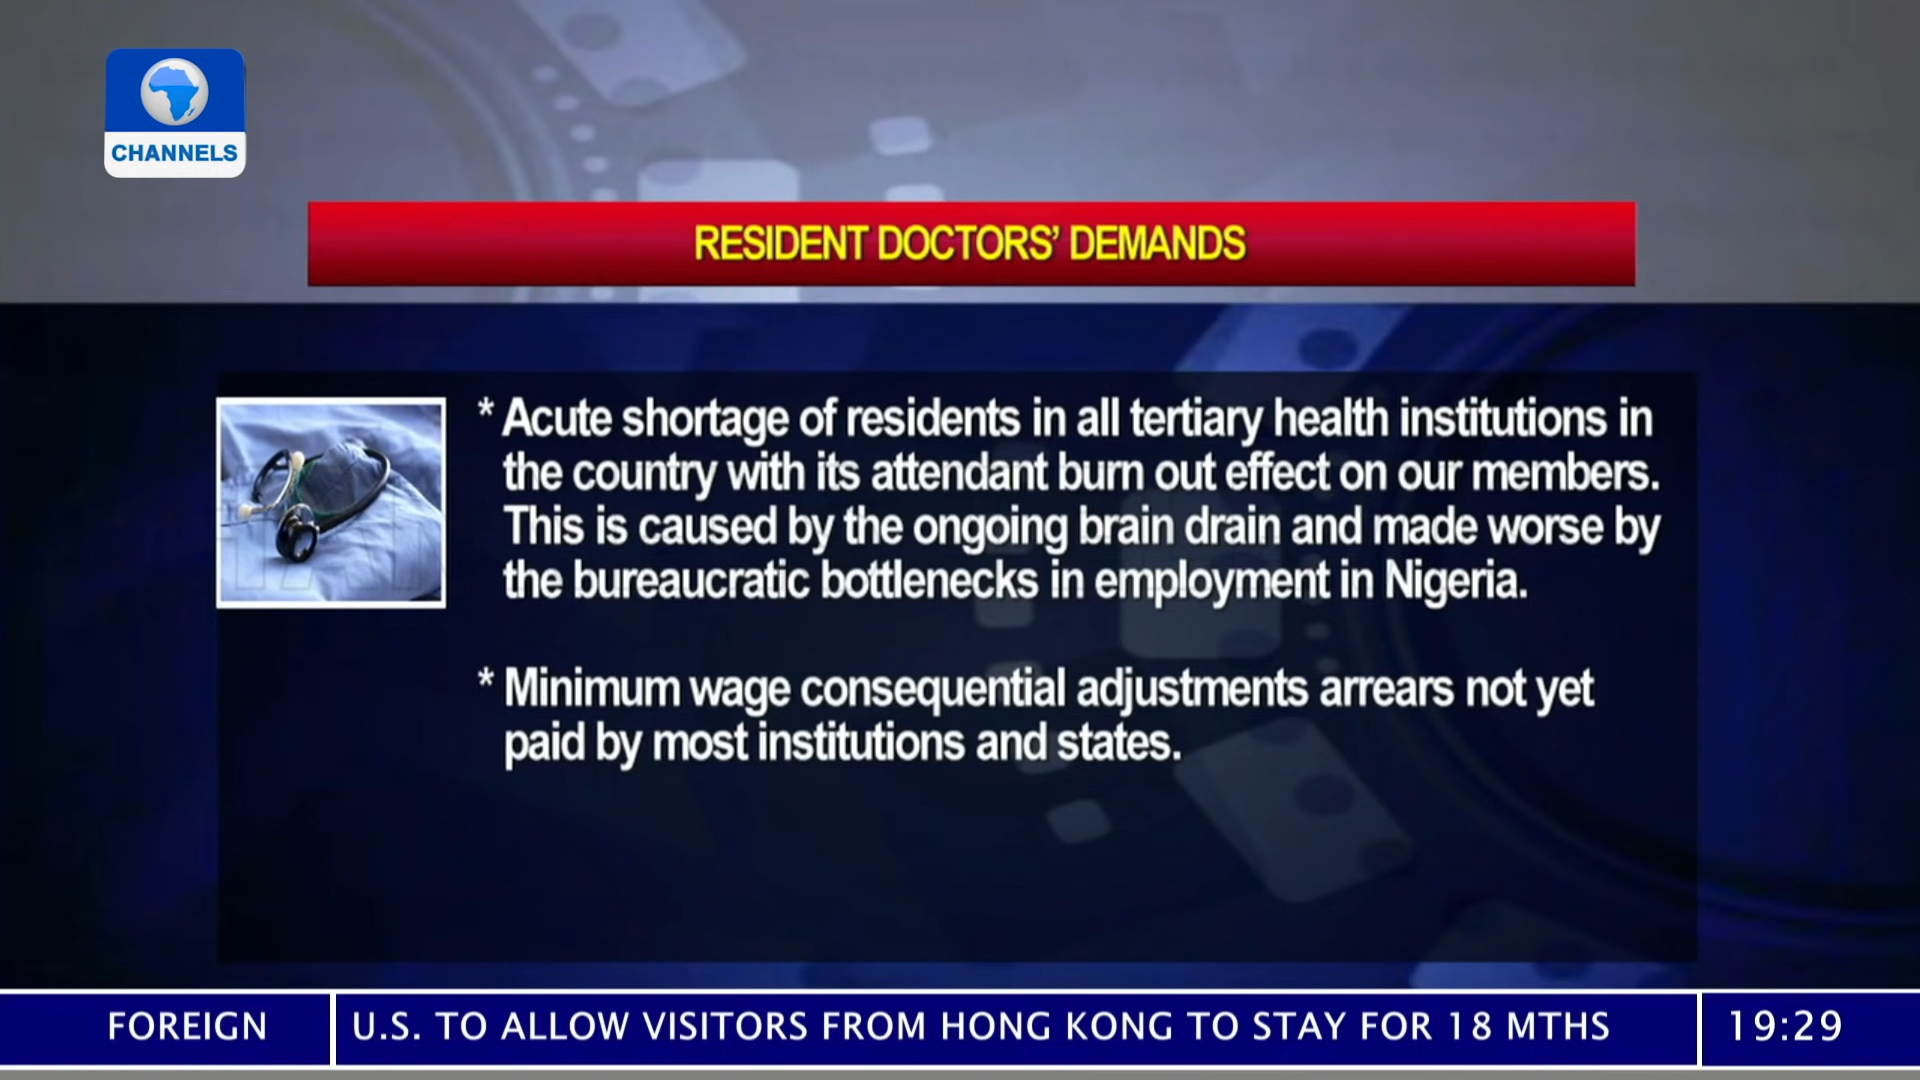 CHANNELS
RESIDENT DOCTORS’ DEMANDS
* Acute shortage of residents in all tertiary health institutions in
the country with its attendant burn out effect on our members.
This is caused by the ongoing brain drain and made worse by
the bureaucratic bottlenecks in employment in Nigeria.
* Minimum wage consequential adjustments arrears not yet
paid by most institutions and states.
FOREIGN
U.S. TO ALLOW VISITORS FROM HONG KONG TO STAY FOR 18 MTHS
19:29